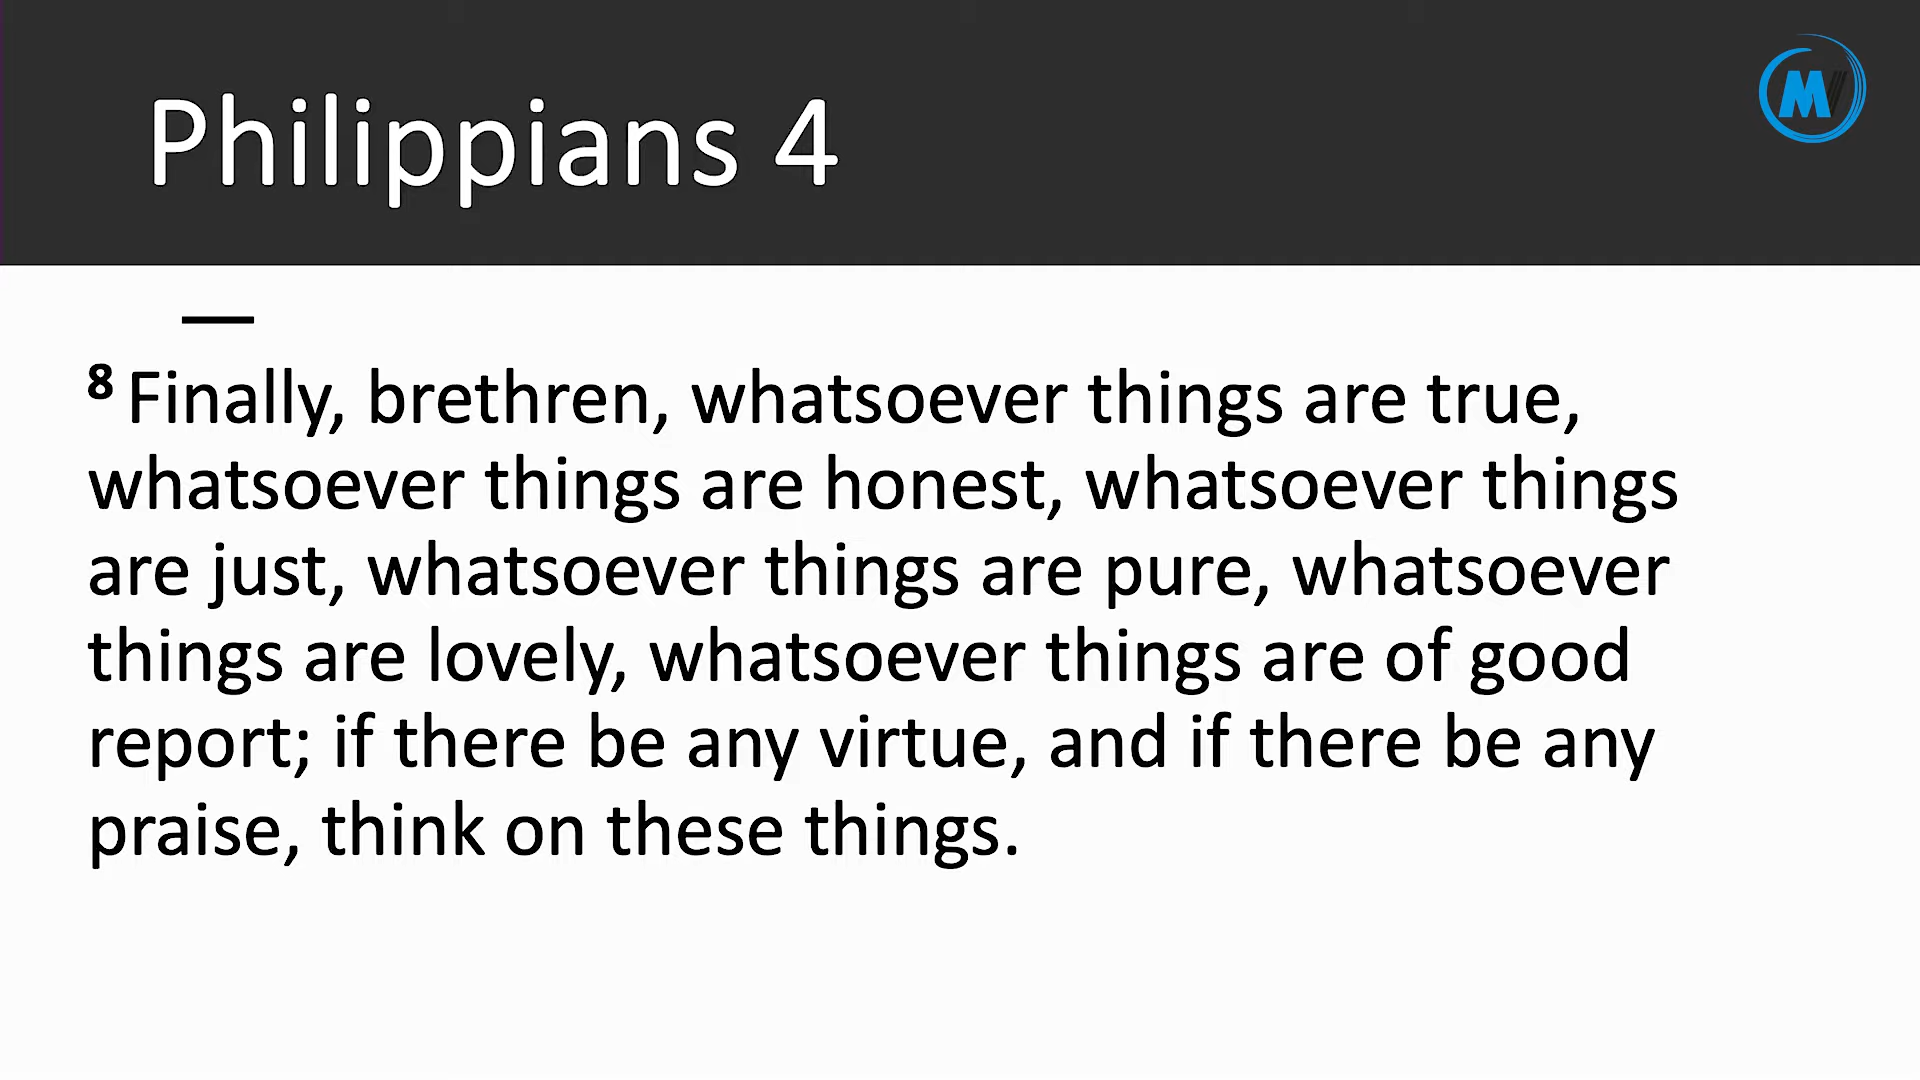 Philippians 4
MV
8 Finally, brethren, whatsoever things are true,
whatsoever things are honest, whatsoever things
are just, whatsoever things are pure, whatsoever
things are lovely, whatsoever things are of good
report; if there be any virtue, and if there be any
praise, think on these things.